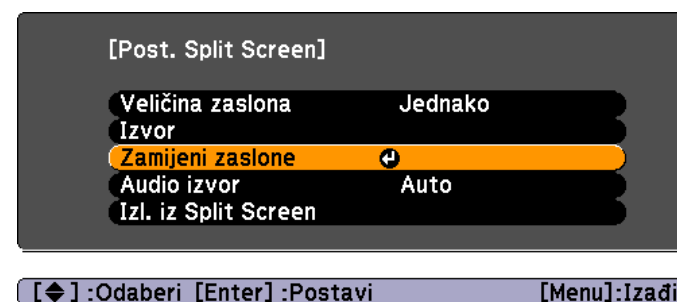 [Post. Split Screen]
Veličina zaslona Jednako
Izvor
Zamijeni zaslone
Audio izvor Auto
Izl. iz Split Screen
[◆] :Odaberi [Enter] :Postavi [Menu]:Izađi